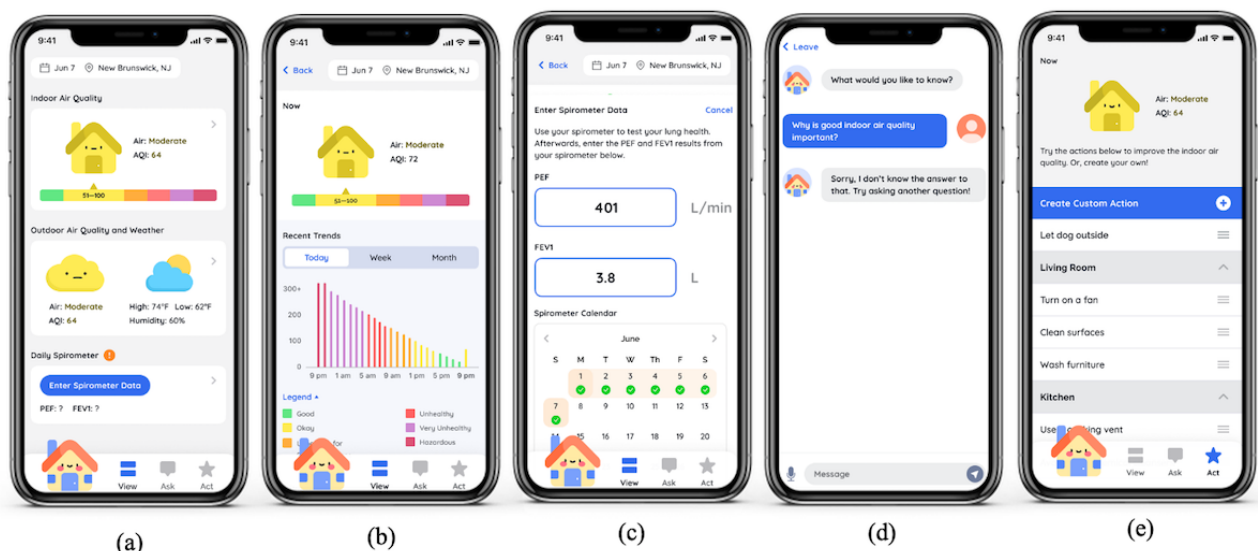 9:41
Jun 7 New Brunswick, NJ
Indoor Air Quality
Air: Moderate
AQI: 64
51—100
Outdoor Air Quality and Weather
Air: Moderate
AQI: 64
High: 74°F Low: 62°F
Humidity: 60%
Daily Spirometer !
Enter Spirometer Data
PEF: ? FEV1: ?
View Ask Act
(a)
9:41
Back Jun 7 New Brunswick, NJ
Now
Air: Moderate
AQI: 72
51—100
Recent Trends
Today Week Month
300+
200
100
0
9 pm 1 am 5 am 9 am 1 pm 5 pm 9 pm
Legend
Good
Okay
for
Unhealthy
Very Unhealthy
Hazardous
View Ask Act
(b)
9:41
Back Jun 7 New Brunswick, NJ
Enter Spirometer Data Cancel
Use your spirometer to test your lung health.
Afterwards, enter the PEF and FEV1 results from
your spirometer below.
PEF
401 L/min
FEV1
3.8 L
Spirometer Calendar
June
S M T W Th F S
1 2 3 4 5 6
7 8 9 10 11 12 13
14 15 16 17 18 19 20
View Ask Act
(c)
Leave
What would you like to know?
Why is good indoor air quality
important?
Sorry, I don't know the answer to
that. Try asking another question!
Message
(d)
9:41
Now
Air: Moderate
AQI: 64
Try the actions below to improve the indoor air
quality. Or, create your own!
Create Custom Action
Let dog outside
Living Room
Turn on a fan
Clean surfaces
Wash furniture
Kitchen
vent
View Ask Act
(e)